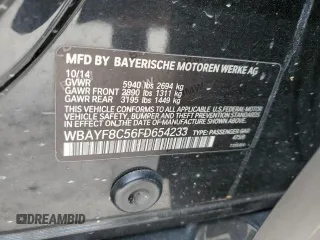 MFD BY BAYERISCHE MOTOREN WERKE AG
10/14
GVWR 5940 lbs 2694 kg
GAWR FRONT 2890 lbs 1311 kg
GAWR REAR 3195 lbs 1449 kg
THIS VEHICLE CONFORMS TO ALL APPLICABLE
U.S. FEDERAL MOTOR VEHICLE SAFETY, BUMPER,
AND THEFT PREVENTION STANDARDS IN EFFECT
ON THE DATE OF MANUFACTURE SHOWN ABOVE.
WBAYF8C56FD654233 TYPE: PASSENGER CAR
DREAMBID